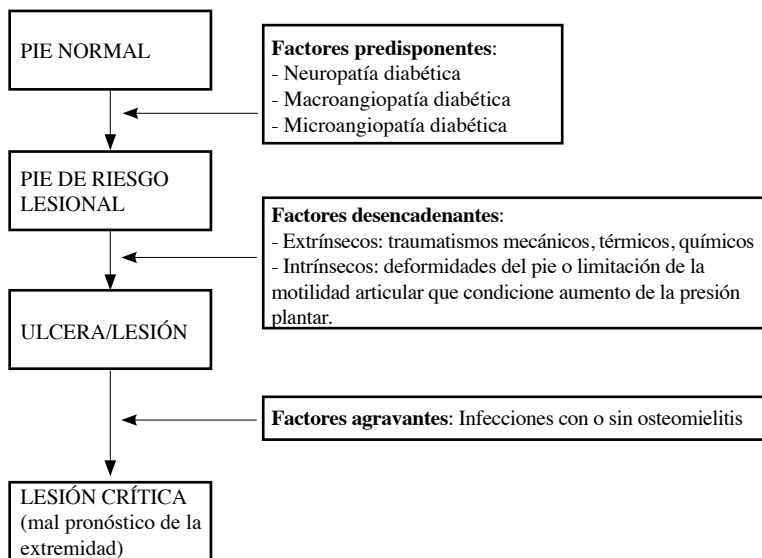 PIE NORMAL
Factores predisponentes:
- Neuropatía diabética
- Macroangiopatía diabética
- Microangiopatía diabética
PIE DE RIESGO
LESIONAL
Factores desencadenantes:
- Extrínsecos: traumatismos mecánicos, térmicos, químicos
- Intrínsecos: deformidades del pie o limitación de la
motilidad articular que condicione aumento de la presión
plantar.
ULCERA/LESIÓN
Factores agravantes: Infecciones con o sin osteomielitis
LESIÓN CRÍTICA
(mal pronóstico de la
extremidad)